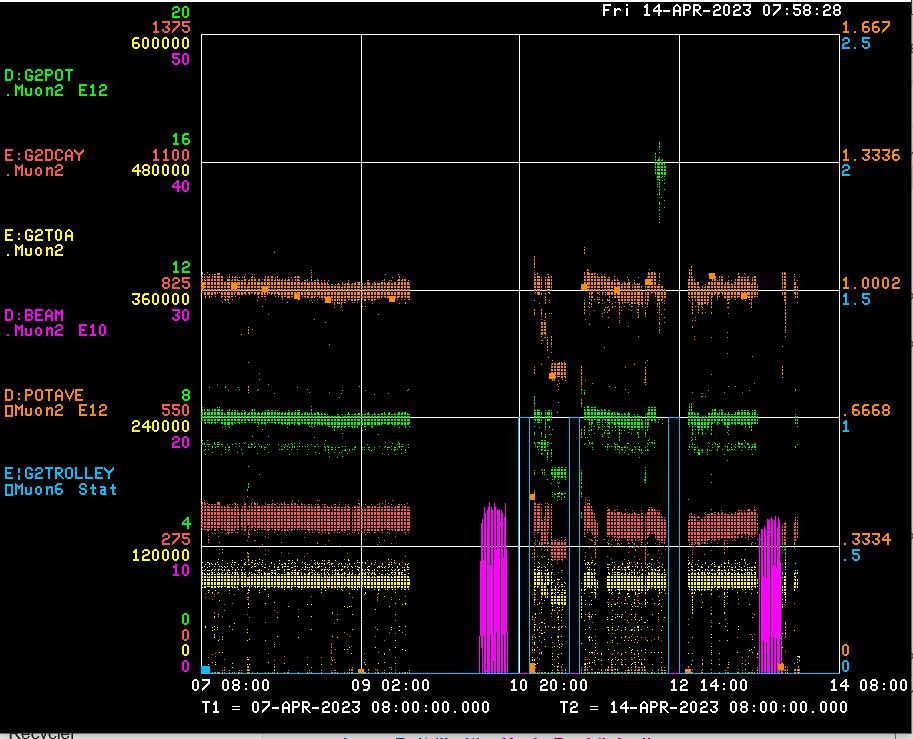 Fri 14-APR-2023 07:58:28
20
1375
600000
50
1.667
2.5
D:G2POT
.Muon2 E12
16
1100
480000
40
1.3336
2
E:G2DCAY
.Muon2
E:G2TOA
.Muon2
12
825
360000
30
1.0002
1.5
D:BEAM
.Muon2 E10
D:POTAVE
▯Muon2 E12
8
550
240000
20
.6668
1
E¦G2TROLLEY
▯Muon6 Stat
4
275
120000
10
.3334
.5
0
0
0
0
0
0
07 08:00
09 02:00
10 20:00
12 14:00
14 08:00
T1 = 07-APR-2023 08:00:00.000
T2 = 14-APR-2023 08:00:00.000
Recycler